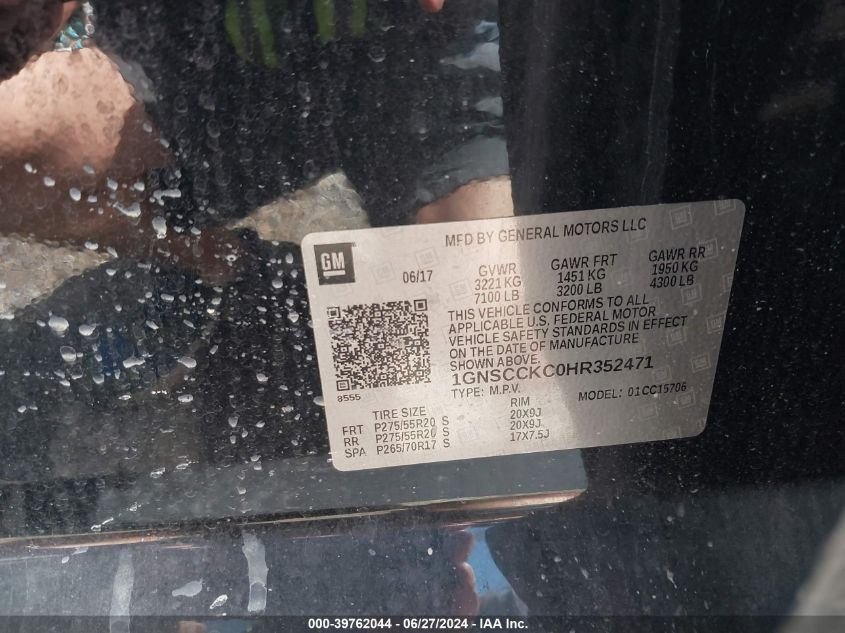 MFD BY GENERAL MOTORS LLC
GM
06/17
GVWR GAWR FRT GAWR RR
3221 KG 1451 KG 1950 KG
7100 LB 3200 LB 4300 LB
THIS VEHICLE CONFORMS TO ALL
APPLICABLE U.S. FEDERAL MOTOR
VEHICLE SAFETY STANDARDS IN EFFECT
ON THE DATE OF MANUFACTURE
SHOWN ABOVE.
1GNSCCKC0HR352471
8555
TYPE: M.P.V. MODEL: 01CC15706
TIRE SIZE RIM
FRT P275/55R20 S 20X9J
RR P275/55R20 S 20X9J
SPA P265/70R17 S 17X7.5J
000-39762044 - 06/27/2024 - IAA Inc.